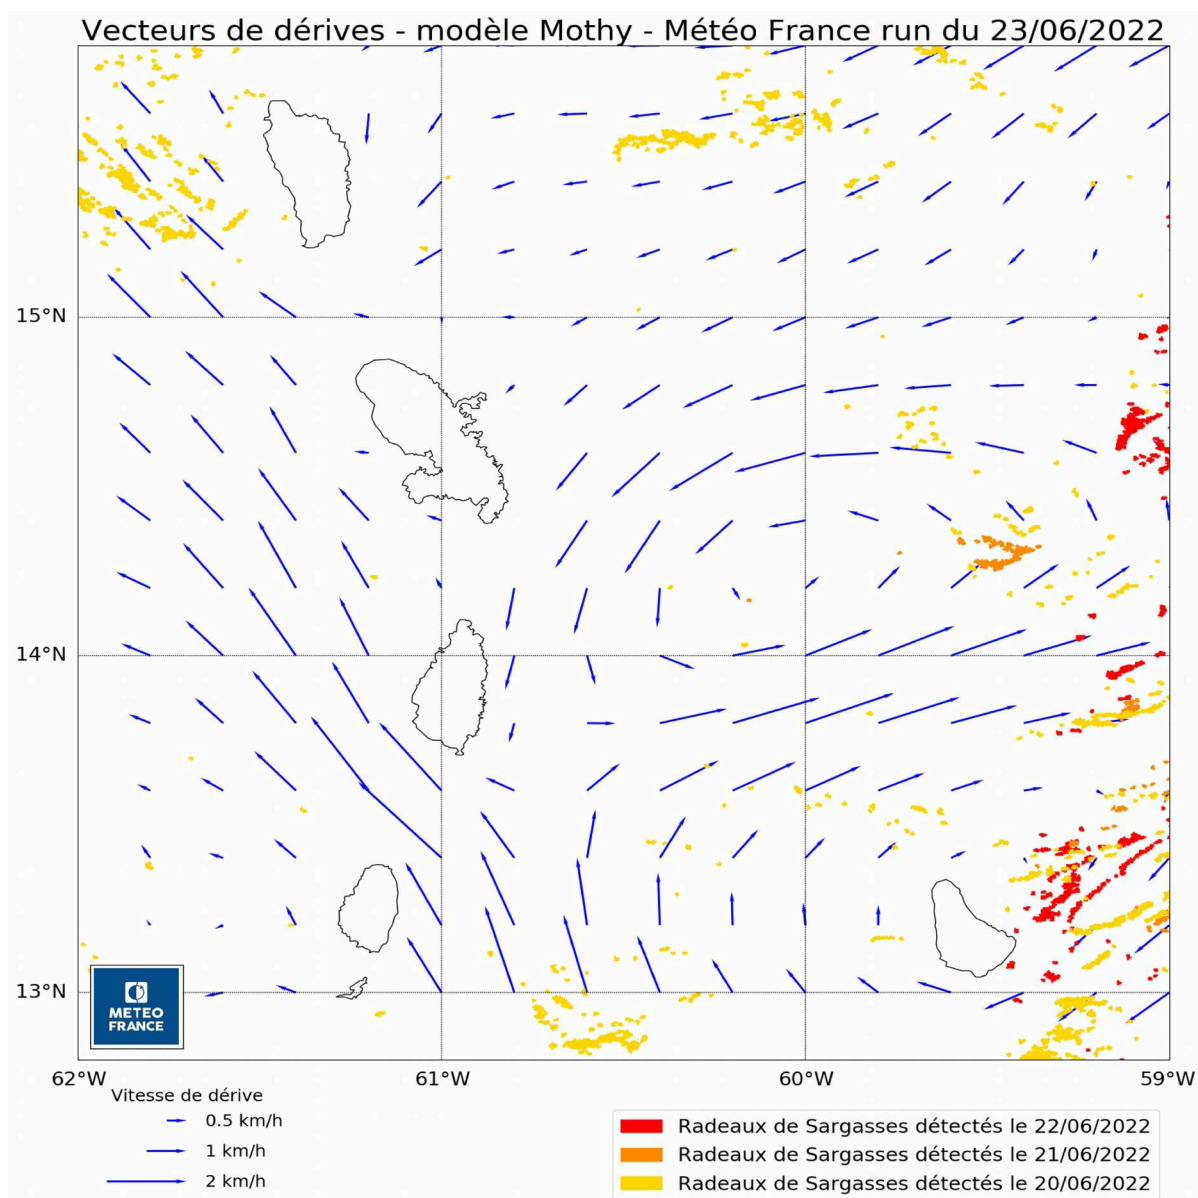 Vecteurs de dérives - modèle Mothy - Météo France run du 23/06/2022
15°N
14°N
13°N
METEO
FRANCE
62°W
61°W
60°W
59°W
Vitesse de dérive
0.5 km/h
1 km/h
2 km/h
Radeaux de Sargasses détectés le 22/06/2022
Radeaux de Sargasses détectés le 21/06/2022
Radeaux de Sargasses détectés le 20/06/2022